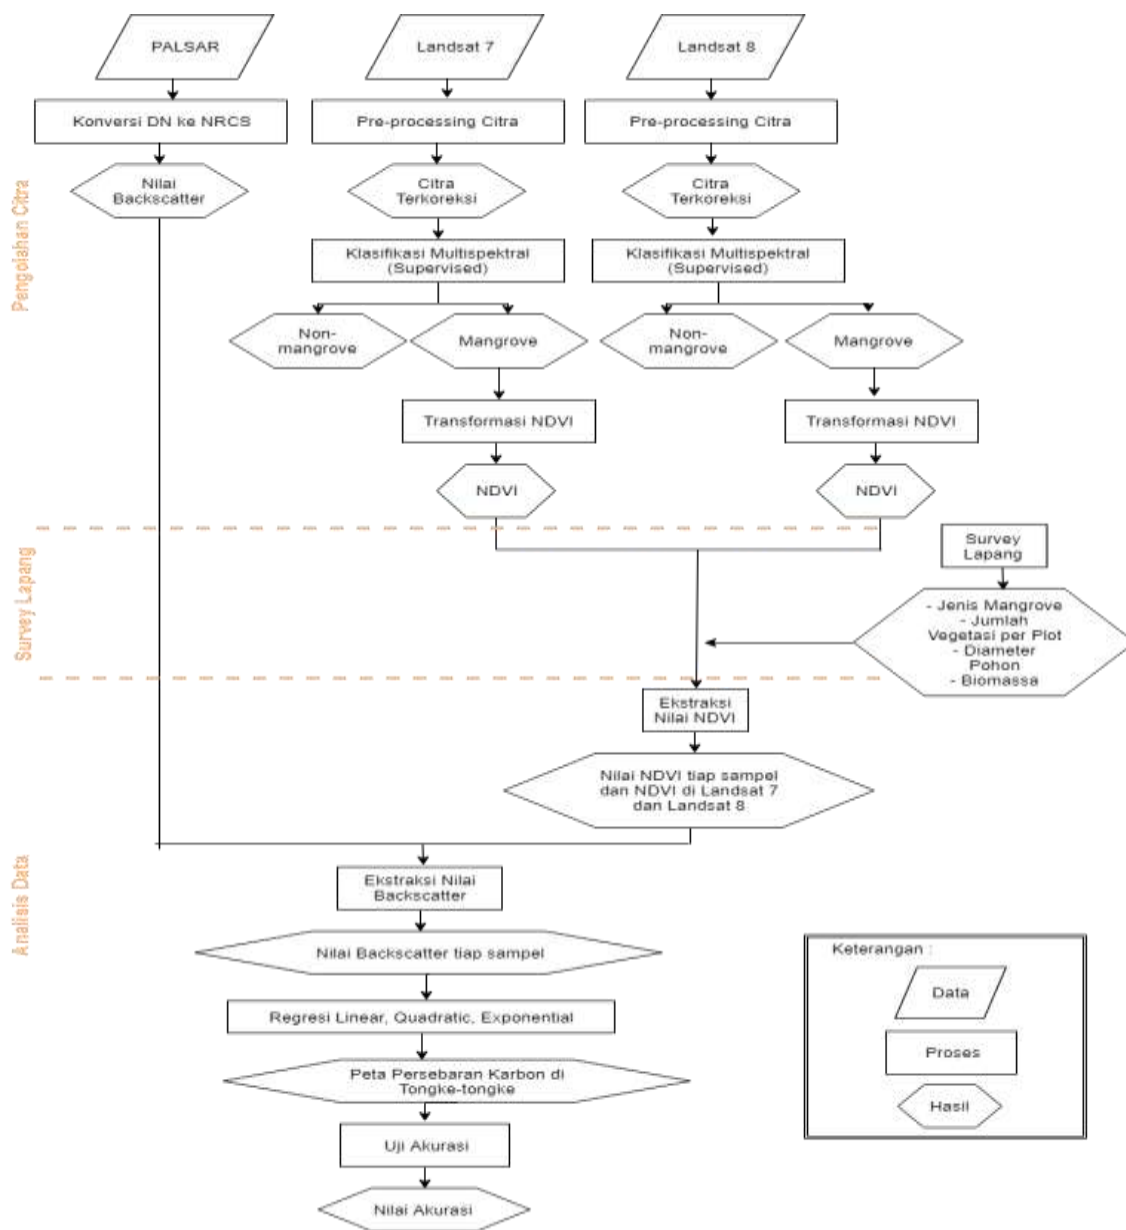 PALSAR
Landsat 7
Landsat 8
Konversi DN ke NRCS
Pre-processing Citra
Pre-processing Citra
Nilai
Backscatter
Citra
Terkoreksi
Citra
Terkoreksi
Pengolahan Citra
Klasifikasi Multispektral
(Supervised)
Klasifikasi Multispektral
(Supervised)
Non-
mangrove
Mangrove
Non-
mangrove
Mangrove
Transformasi NDVI
Transformasi NDVI
NDVI
NDVI
Survey Lapang
Survey
Lapang
- Jenis Mangrove
- Jumlah
Vegetasi per Plot
- Diameter
Pohon
- Biomassa
Ekstraksi
Nilai NDVI
Nilai NDVI tiap sampel
dan NDVI di Landsat 7
dan Landsat 8
Analisis Data
Ekstraksi Nilai
Backscatter
Nilai Backscatter tiap sampel
Regresi Linear, Quadratic, Exponential
Peta Persebaran Karbon di
Tongke-tongke
Uji Akurasi
Nilai Akurasi
Keterangan :
Data
Proses
Hasil